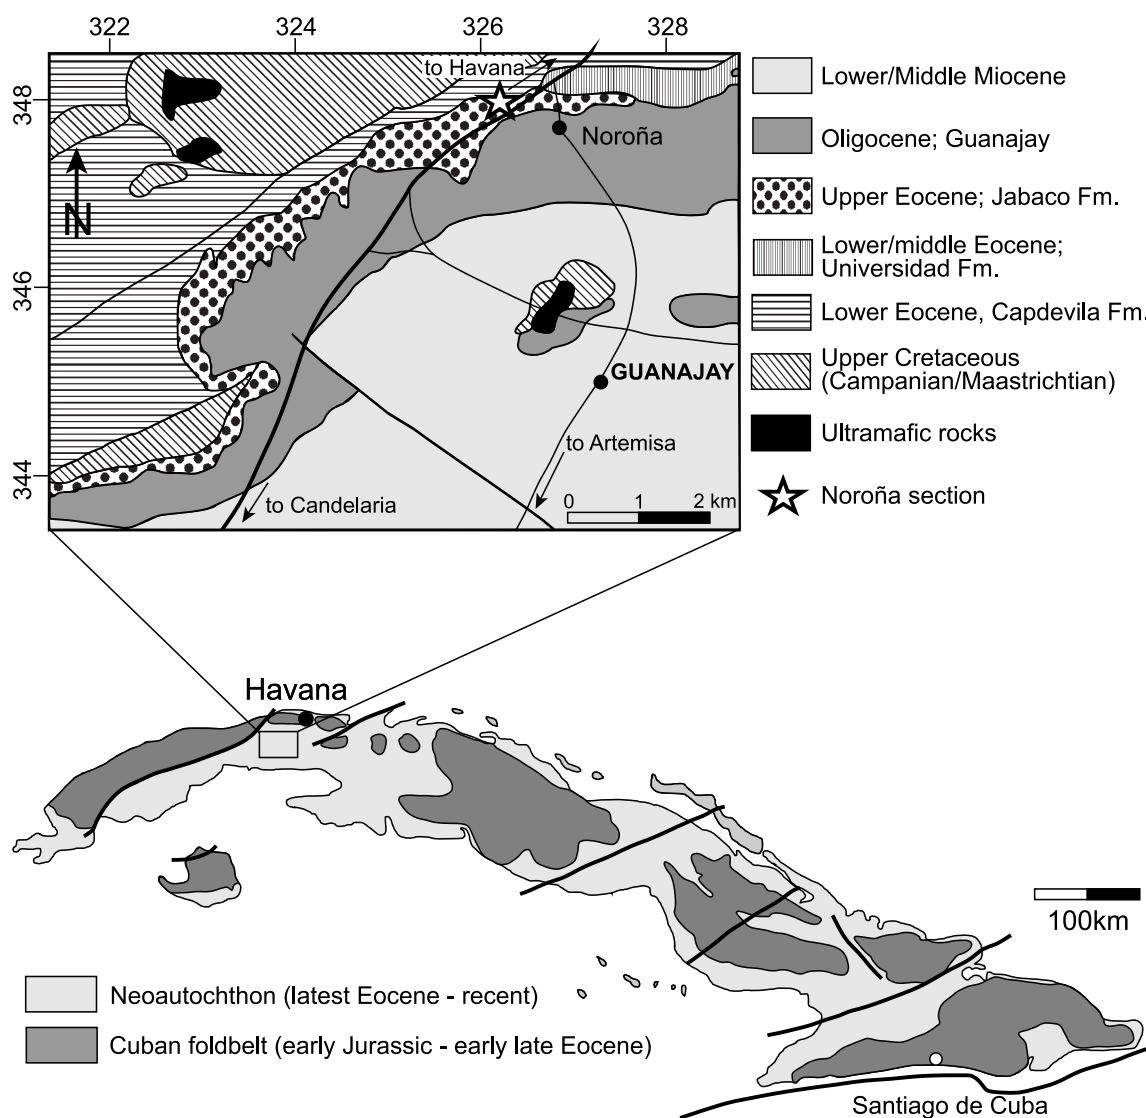 322
324
326
328
348
346
344
to Havana
Noroña
N
GUANAJAY
to Artemisa
to Candelaria
0 1 2 km
Lower/Middle Miocene
Oligocene; Guanajay
Upper Eocene; Jabaco Fm.
Lower/middle Eocene;
Universidad Fm.
Lower Eocene, Capdevila Fm.
Upper Cretaceous
(Campanian/Maastrichtian)
Ultramafic rocks
Noroña section
Havana
100km
Neoautochthon (latest Eocene - recent)
Cuban foldbelt (early Jurassic - early late Eocene)
Santiago de Cuba